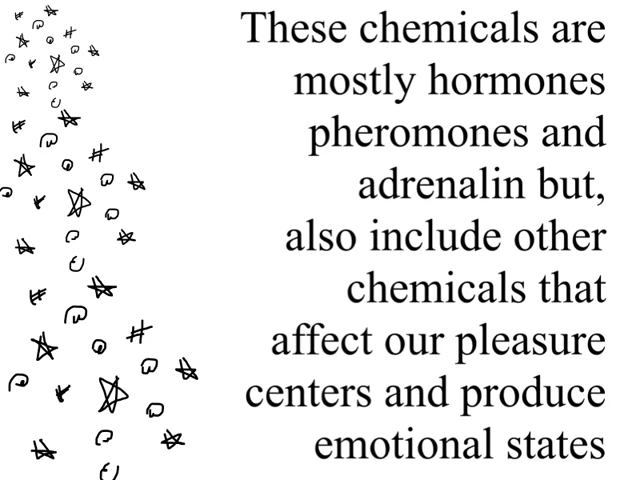 These chemicals are
mostly hormones
pheromones and
adrenalin but,
also include other
chemicals that
affect our pleasure
centers and produce
emotional states